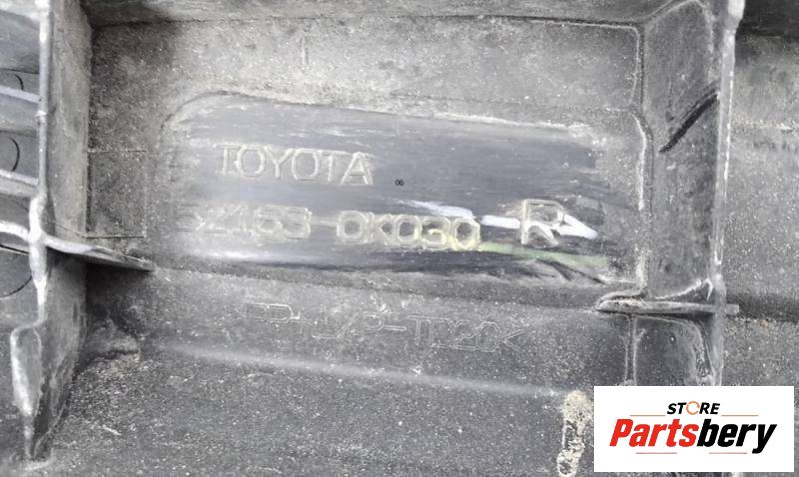 TOYOTA
52163-0K030 R
STORE
Partsbery